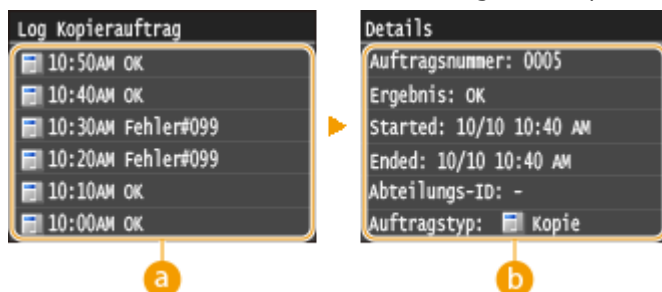 Log Kopierauftrag
10:50AM OK
10:40AM OK
10:30AM Fehler#099
10:20AM Fehler#099
10:10AM OK
10:00AM OK
a
Details
Auftragsnummer: 0005
Ergebnis: OK
Started: 10/10 10:40 AM
Ended: 10/10 10:40 AM
Abteilungs-ID: -
Auftragstyp: Kopie
b